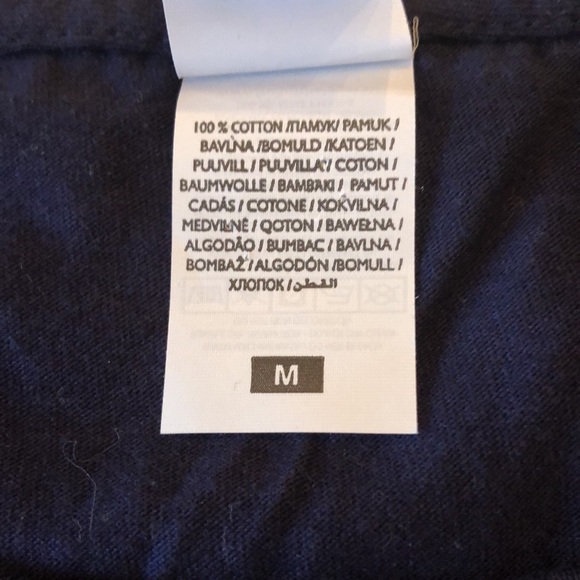 100 % COTTON /ПАМУК/ PAMUK /
BAVLNA /BOMULD /KATOEN /
PUUVILL / PUUVILLA / COTON /
BAUMWOLLE / BAMBAKI / PAMUT /
CADÁS / COTONE / KOKVILNA /
MEDVILNĖ / QOTON / BAWEŁNA /
ALGODÃO / BUMBAC / BAVLNA /
BOMBAŽ / ALGODÓN /BOMULL /
ХЛОПОК / القطن
M